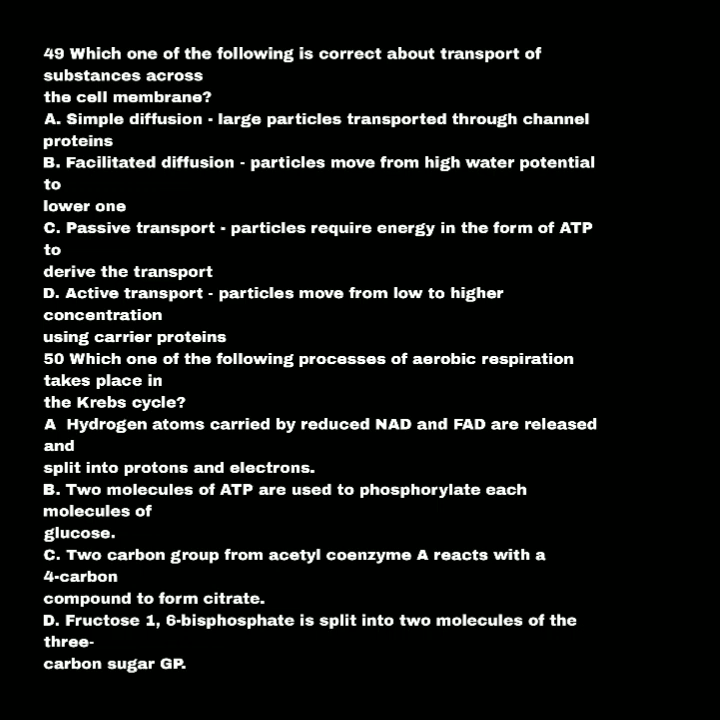 49 Which one of the following is correct about transport of
substances across
the cell membrane?
A. Simple diffusion - large particles transported through channel
proteins
B. Facilitated diffusion - particles move from high water potential
to
lower one
C. Passive transport - particles require energy in the form of ATP
to
derive the transport
D. Active transport - particles move from low to higher
concentration
using carrier proteins
50 Which one of the following processes of aerobic respiration
takes place in
the Krebs cycle?
A  Hydrogen atoms carried by reduced NAD and FAD are released
and
split into protons and electrons.
B. Two molecules of ATP are used to phosphorylate each
molecules of
glucose.
C. Two carbon group from acetyl coenzyme A reacts with a
4-carbon
compound to form citrate.
D. Fructose 1, 6-bisphosphate is split into two molecules of the
three-
carbon sugar GP.